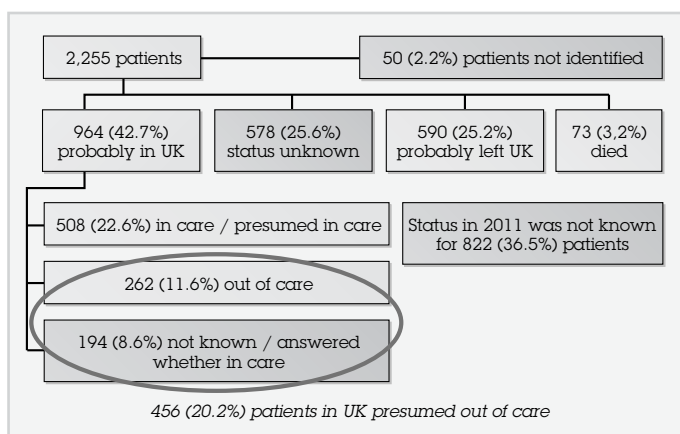 2,255 patients
50 (2.2%) patients not identified
964 (42.7%)
probably in UK
578 (25.6%)
status unknown
590 (25.2%)
probably left UK
73 (3,2%)
died
508 (22.6%) in care / presumed in care
Status in 2011 was not known
for 822 (36.5%) patients
262 (11.6%) out of care
194 (8.6%) not known / answered
whether in care
456 (20.2%) patients in UK presumed out of care